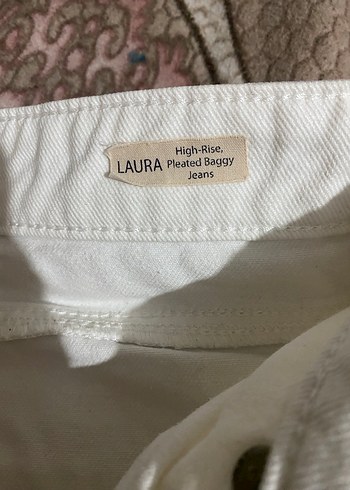 LAURA
High-Rise,
Pleated Baggy
Jeans